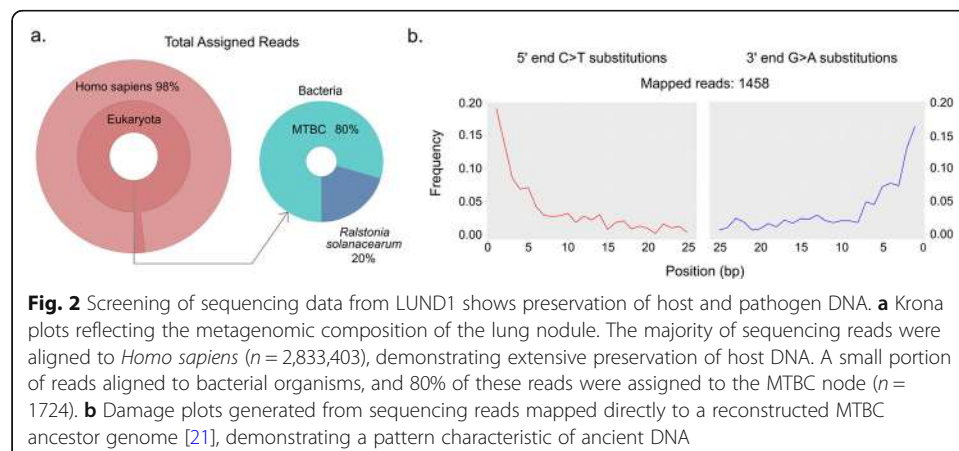 a.
Total Assigned Reads
Homo sapiens 98%
Eukaryota
Bacteria
MTBC 80%
Ralstonia
solanacearum
20%
b.
5' end C>T substitutions
3' end G>A substitutions
Mapped reads: 1458
Frequency
0.20
0.15
0.10
0.05
0.00
0 5 10 15 20 25
25 20 15 10 5 0
0.20
0.15
0.10
0.05
0.00
Position (bp)
Fig. 2 Screening of sequencing data from LUND1 shows preservation of host and pathogen DNA. a Krona
plots reflecting the metagenomic composition of the lung nodule. The majority of sequencing reads were
aligned to Homo sapiens (n = 2,833,403), demonstrating extensive preservation of host DNA. A small portion
of reads aligned to bacterial organisms, and 80% of these reads were assigned to the MTBC node (n =
1724). b Damage plots generated from sequencing reads mapped directly to a reconstructed MTBC
ancestor genome [21], demonstrating a pattern characteristic of ancient DNA